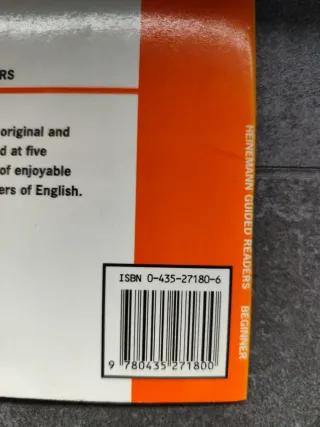 RS
original and
d at five
of enjoyable
ers of English.
HEINEMANN GUIDED READERS BEGINNER
ISBN 0-435-27180-6
9 780435 271800